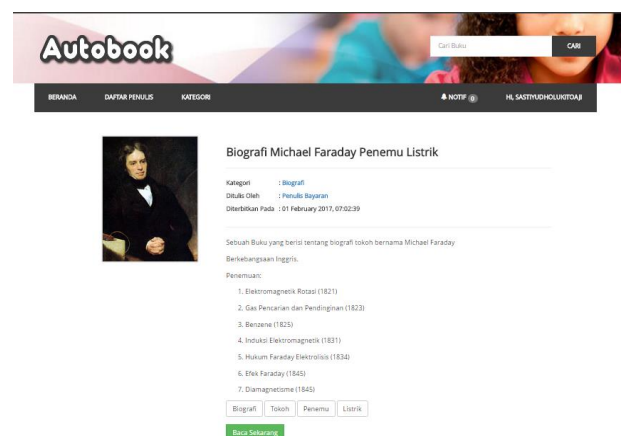 Autobook
Cari Buku CARI
BERANDA DAFTAR PENULIS KATEGORI NOTIF 0 HI, SASTIYUDHOLUKITOAJI
Biografi Michael Faraday Penemu Listrik
Kategori : Biografi
Ditulis Oleh : Penulis Bayaran
Diterbitkan Pada : 01 February 2017, 07:02:39
Sebuah Buku yang berisi tentang biografi tokoh bernama Michael Faraday
Berkebangsaan Inggris.
Penemuan:
1. Elektromagnetik Rotasi (1821)
2. Gas Pencarian dan Pendinginan (1823)
3. Benzene (1825)
4. Induksi Elektromagnetik (1831)
5. Hukum Faraday Elektrolisis (1834)
6. Efek Faraday (1845)
7. Diamagnetisme (1845)
Biografi Tokoh Penemu Listrik
Baca Sekarang